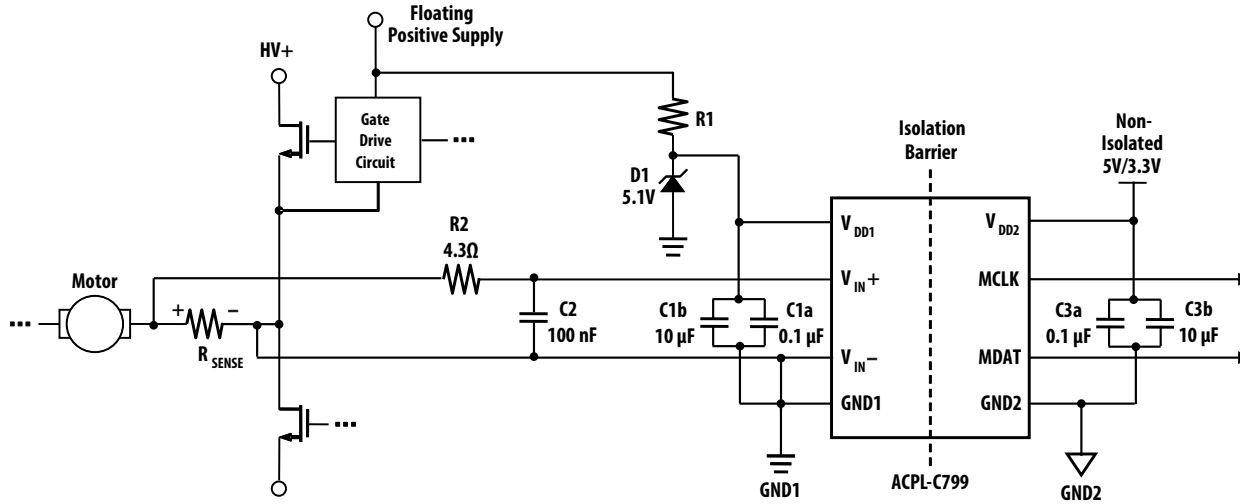 Floating
Positive Supply
HV+
Gate
Drive
Circuit
R1
D1
5.1V
Isolation
Barrier
Non-
Isolated
5V/3.3V
R2
4.3Ω
V DD1
V DD2
Motor
V IN +
MCLK
+
–
R SENSE
C2
100 nF
C1b
10 µF
C1a
0.1 µF
C3a
0.1 µF
C3b
10 µF
V IN –
MDAT
GND1
GND2
GND1
ACPL-C799
GND2